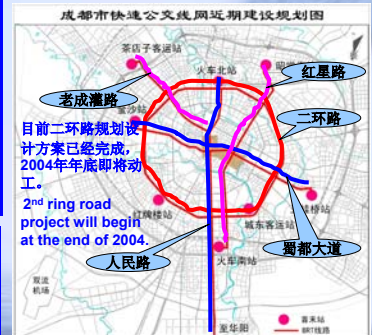 成都市快速公交线网近期建设规划图
茶店子客运站
火车北站
红星路
老成灌路
二环路
目前二环路规划设
计方案已经完成,
2004年年底即将动
工。
2nd ring road
project will begin
at the end of 2004.
红牌楼站
城东客运站
蜀都大道
人民路
火车南站
双流
机场
首末站
BRT线路
至华阳